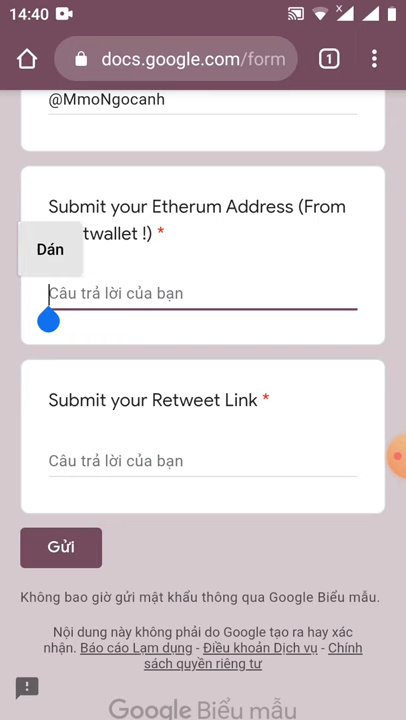 14:40
docs.google.com/form
1
@MmoNgocanh
Submit your Etherum Address (From
twallet !) *
Dán
Câu trả lời của bạn
Submit your Retweet Link *
Câu trả lời của bạn
Gửi
Không bao giờ gửi mật khẩu thông qua Google Biểu mẫu.
Nội dung này không phải do Google tạo ra hay xác
nhận. Báo cáo Lạm dụng - Điều khoản Dịch vụ - Chính
sách quyền riêng tư
Google Biểu mẫu